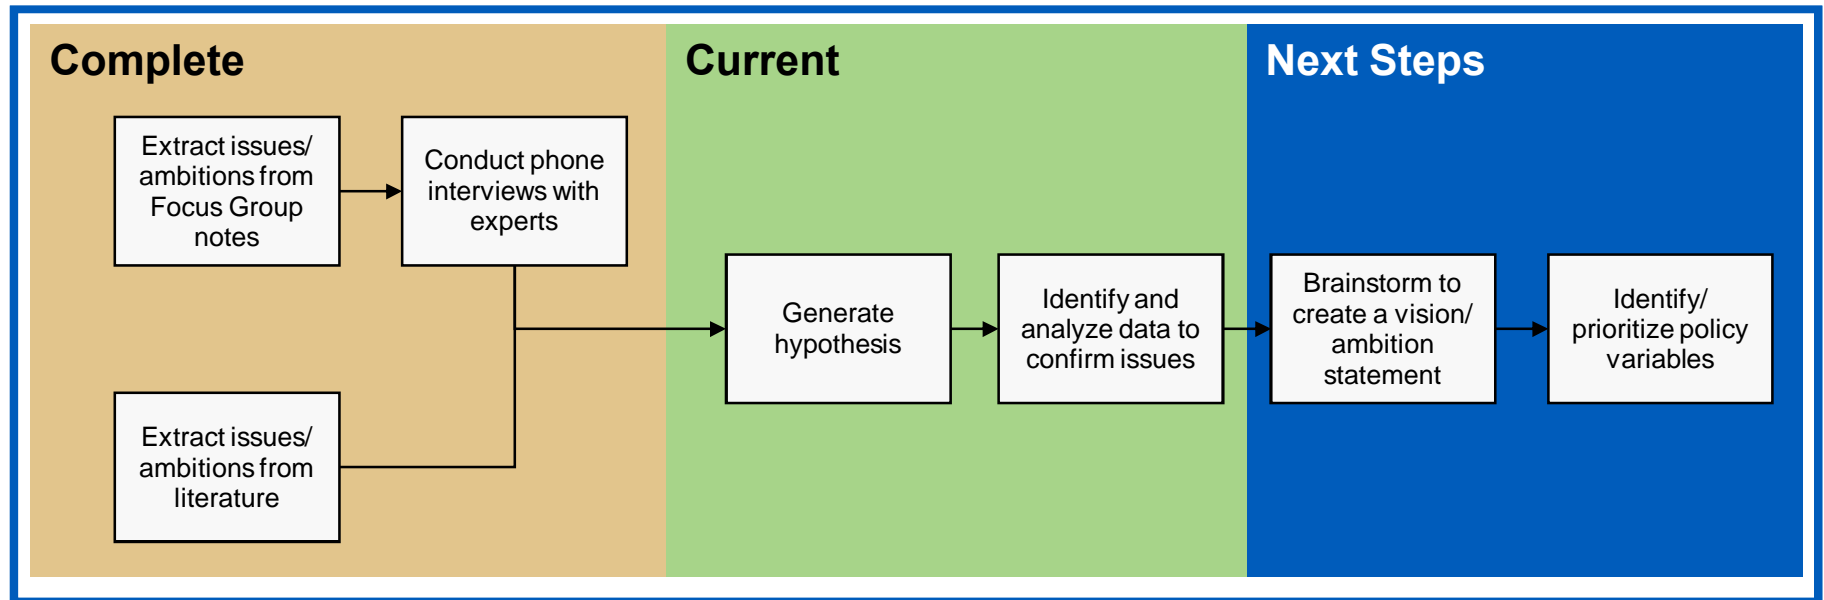 Complete
Extract issues/
ambitions from
Focus Group
notes
Conduct phone
interviews with
experts
Extract issues/
ambitions from
literature
Current
Generate
hypothesis
Identify and
analyze data to
confirm issues
Next Steps
Brainstorm to
create a vision/
ambition
statement
Identify/
prioritize policy
variables